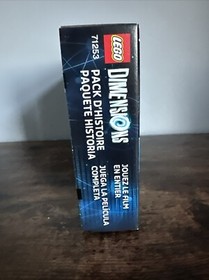 LEGO
71253
DIMENSIONS
PACK D'HISTOIRE
PAQUETE HISTORIA
JOUEZ LE FILM
EN ENTIER
JUEGA LA PELÍCULA
COMPLETA